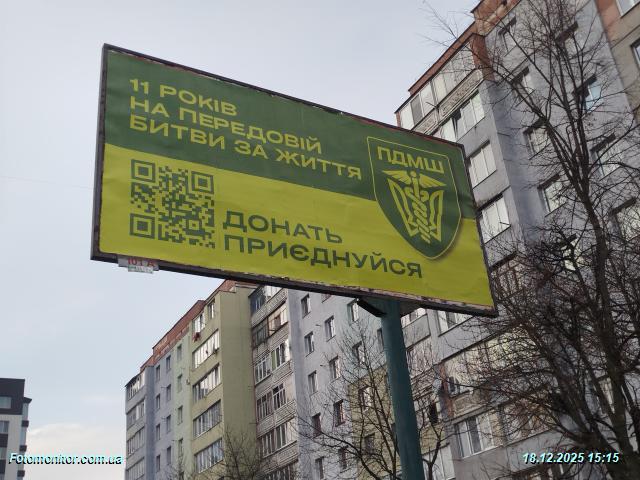 11 РОКІВ
НА ПЕРЕДОВІЙ
БИТВИ ЗА ЖИТТЯ
ПДМШ
ДОНАТЬ
ПРИЄДНУЙСЯ
Fotomonitor.com.ua
18.12.2025 15:15